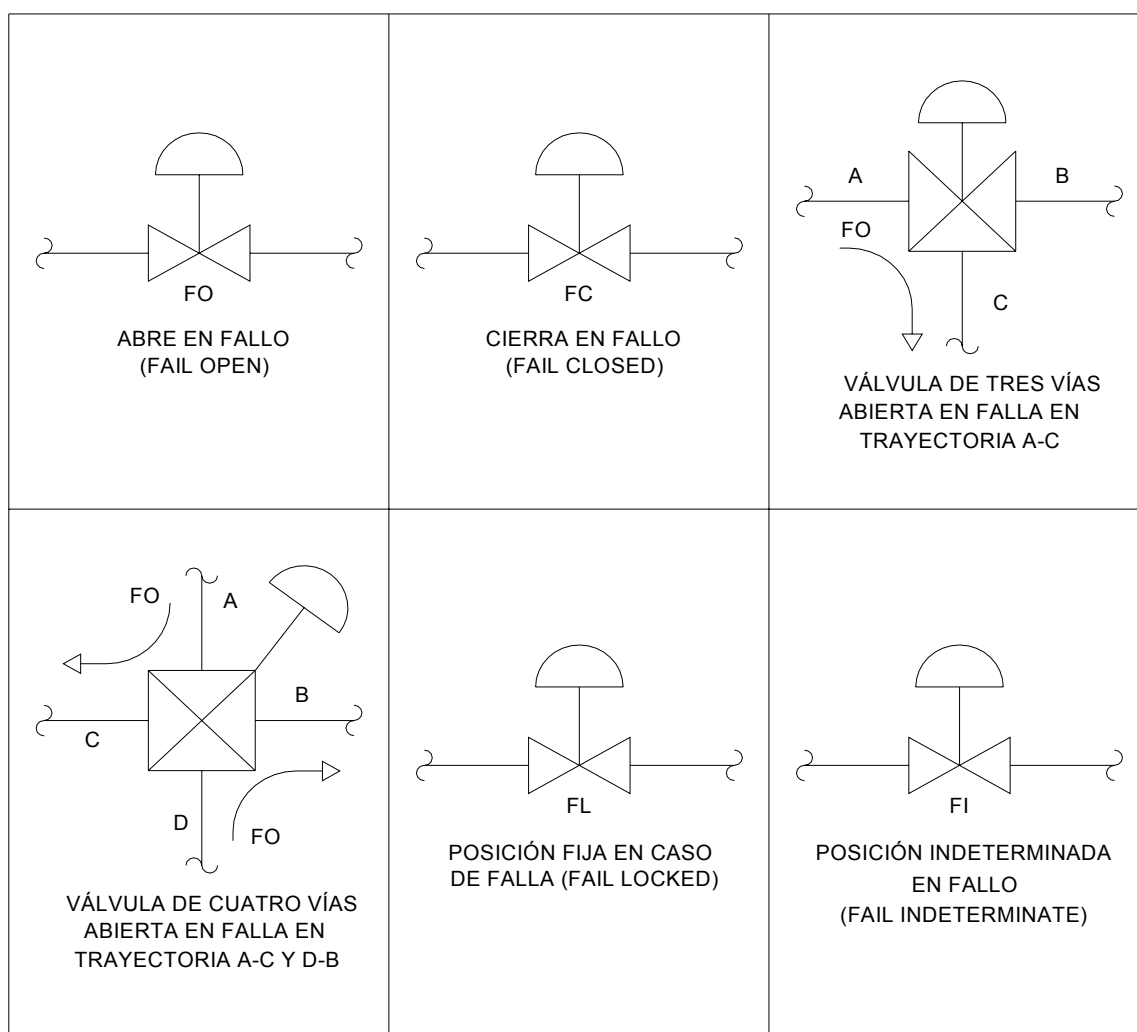 FO
ABRE EN FALLO
(FAIL OPEN)
FC
CIERRA EN FALLO
(FAIL CLOSED)
A
B
FO
C
VÁLVULA DE TRES VÍAS
ABIERTA EN FALLA EN
TRAYECTORIA A-C
FO
A
B
C
D
FO
VÁLVULA DE CUATRO VÍAS
ABIERTA EN FALLA EN
TRAYECTORIA A-C Y D-B
FL
POSICIÓN FIJA EN CASO
DE FALLA (FAIL LOCKED)
FI
POSICIÓN INDETERMINADA
EN FALLO
(FAIL INDETERMINATE)